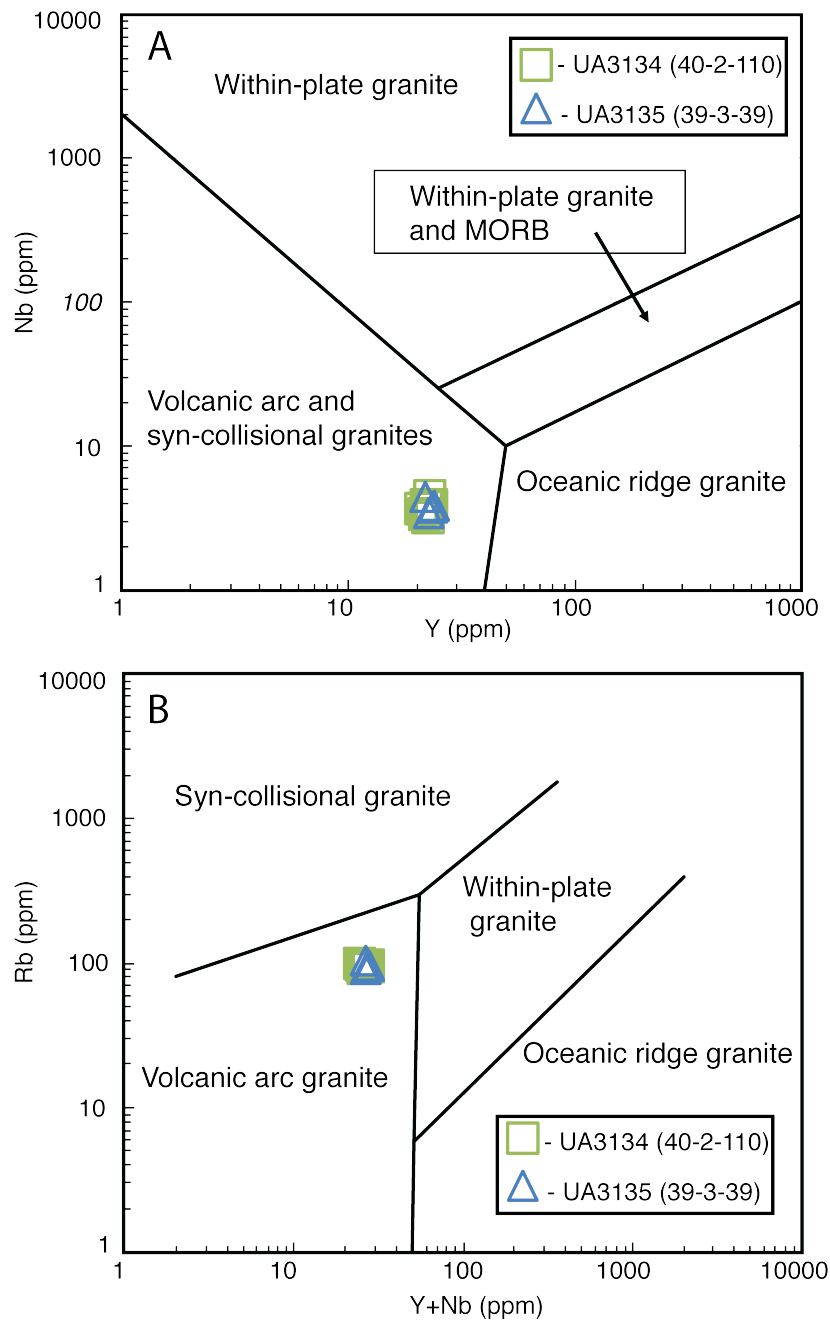 A
Within-plate granite
- UA3134 (40-2-110)
- UA3135 (39-3-39)
Within-plate granite
and MORB
Volcanic arc and
syn-collisional granites
Oceanic ridge granite
10000
1000
100
10
1
Nb (ppm)
1
10
100
1000
Y (ppm)
B
Syn-collisional granite
Within-plate
granite
Oceanic ridge granite
Volcanic arc granite
- UA3134 (40-2-110)
- UA3135 (39-3-39)
10000
1000
100
10
1
Rb (ppm)
1
10
100
1000
10000
Y+Nb (ppm)